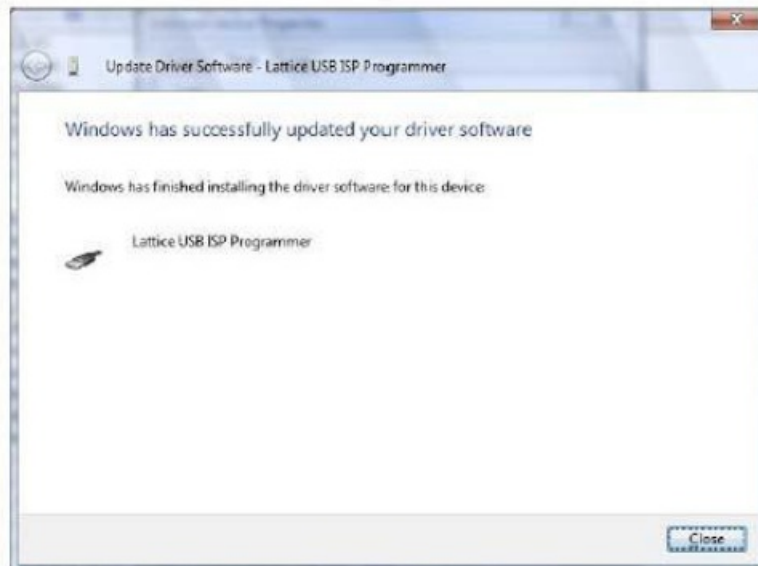 Update Driver Software - Lattice USB ISP Programmer
Windows has successfully updated your driver software
Windows has finished installing the driver software for this device:
Lattice USB ISP Programmer
Close